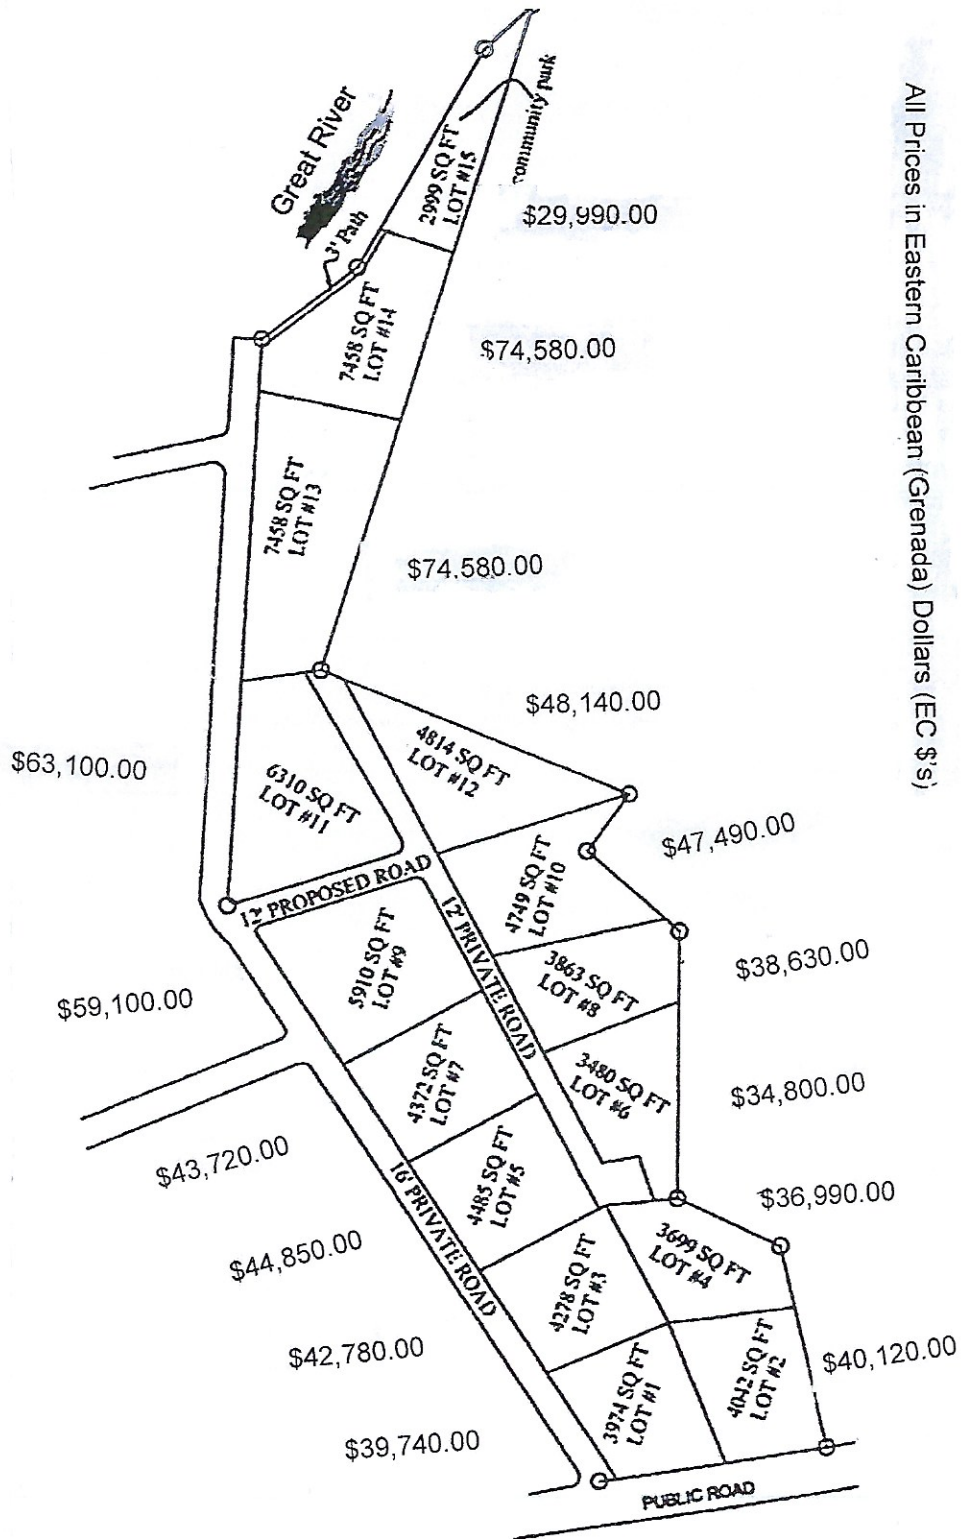 All Prices in Eastern Caribbean (Grenada) Dollars (EC $'s)
community park
Great River
3' Path
2999 SQ FT
LOT #15
$29,990.00
7458 SQ FT
LOT #14
$74,580.00
7458 SQ FT
LOT #13
$74,580.00
$48,140.00
4814 SQ FT
LOT #12
$63,100.00
6310 SQ FT
LOT #11
$47,490.00
4749 SQ FT
LOT #10
12' PROPOSED ROAD
12' PRIVATE ROAD
5910 SQ FT
LOT #9
$59,100.00
3863 SQ FT
LOT #8
$38,630.00
4372 SQ FT
LOT #7
$43,720.00
3480 SQ FT
LOT #6
$34,800.00
4485 SQ FT
LOT #5
$44,850.00
16' PRIVATE ROAD
$36,990.00
3699 SQ FT
LOT #4
4278 SQ FT
LOT #3
$42,780.00
4042 SQ FT
LOT #2
$40,120.00
3974 SQ FT
LOT #1
$39,740.00
PUBLIC ROAD